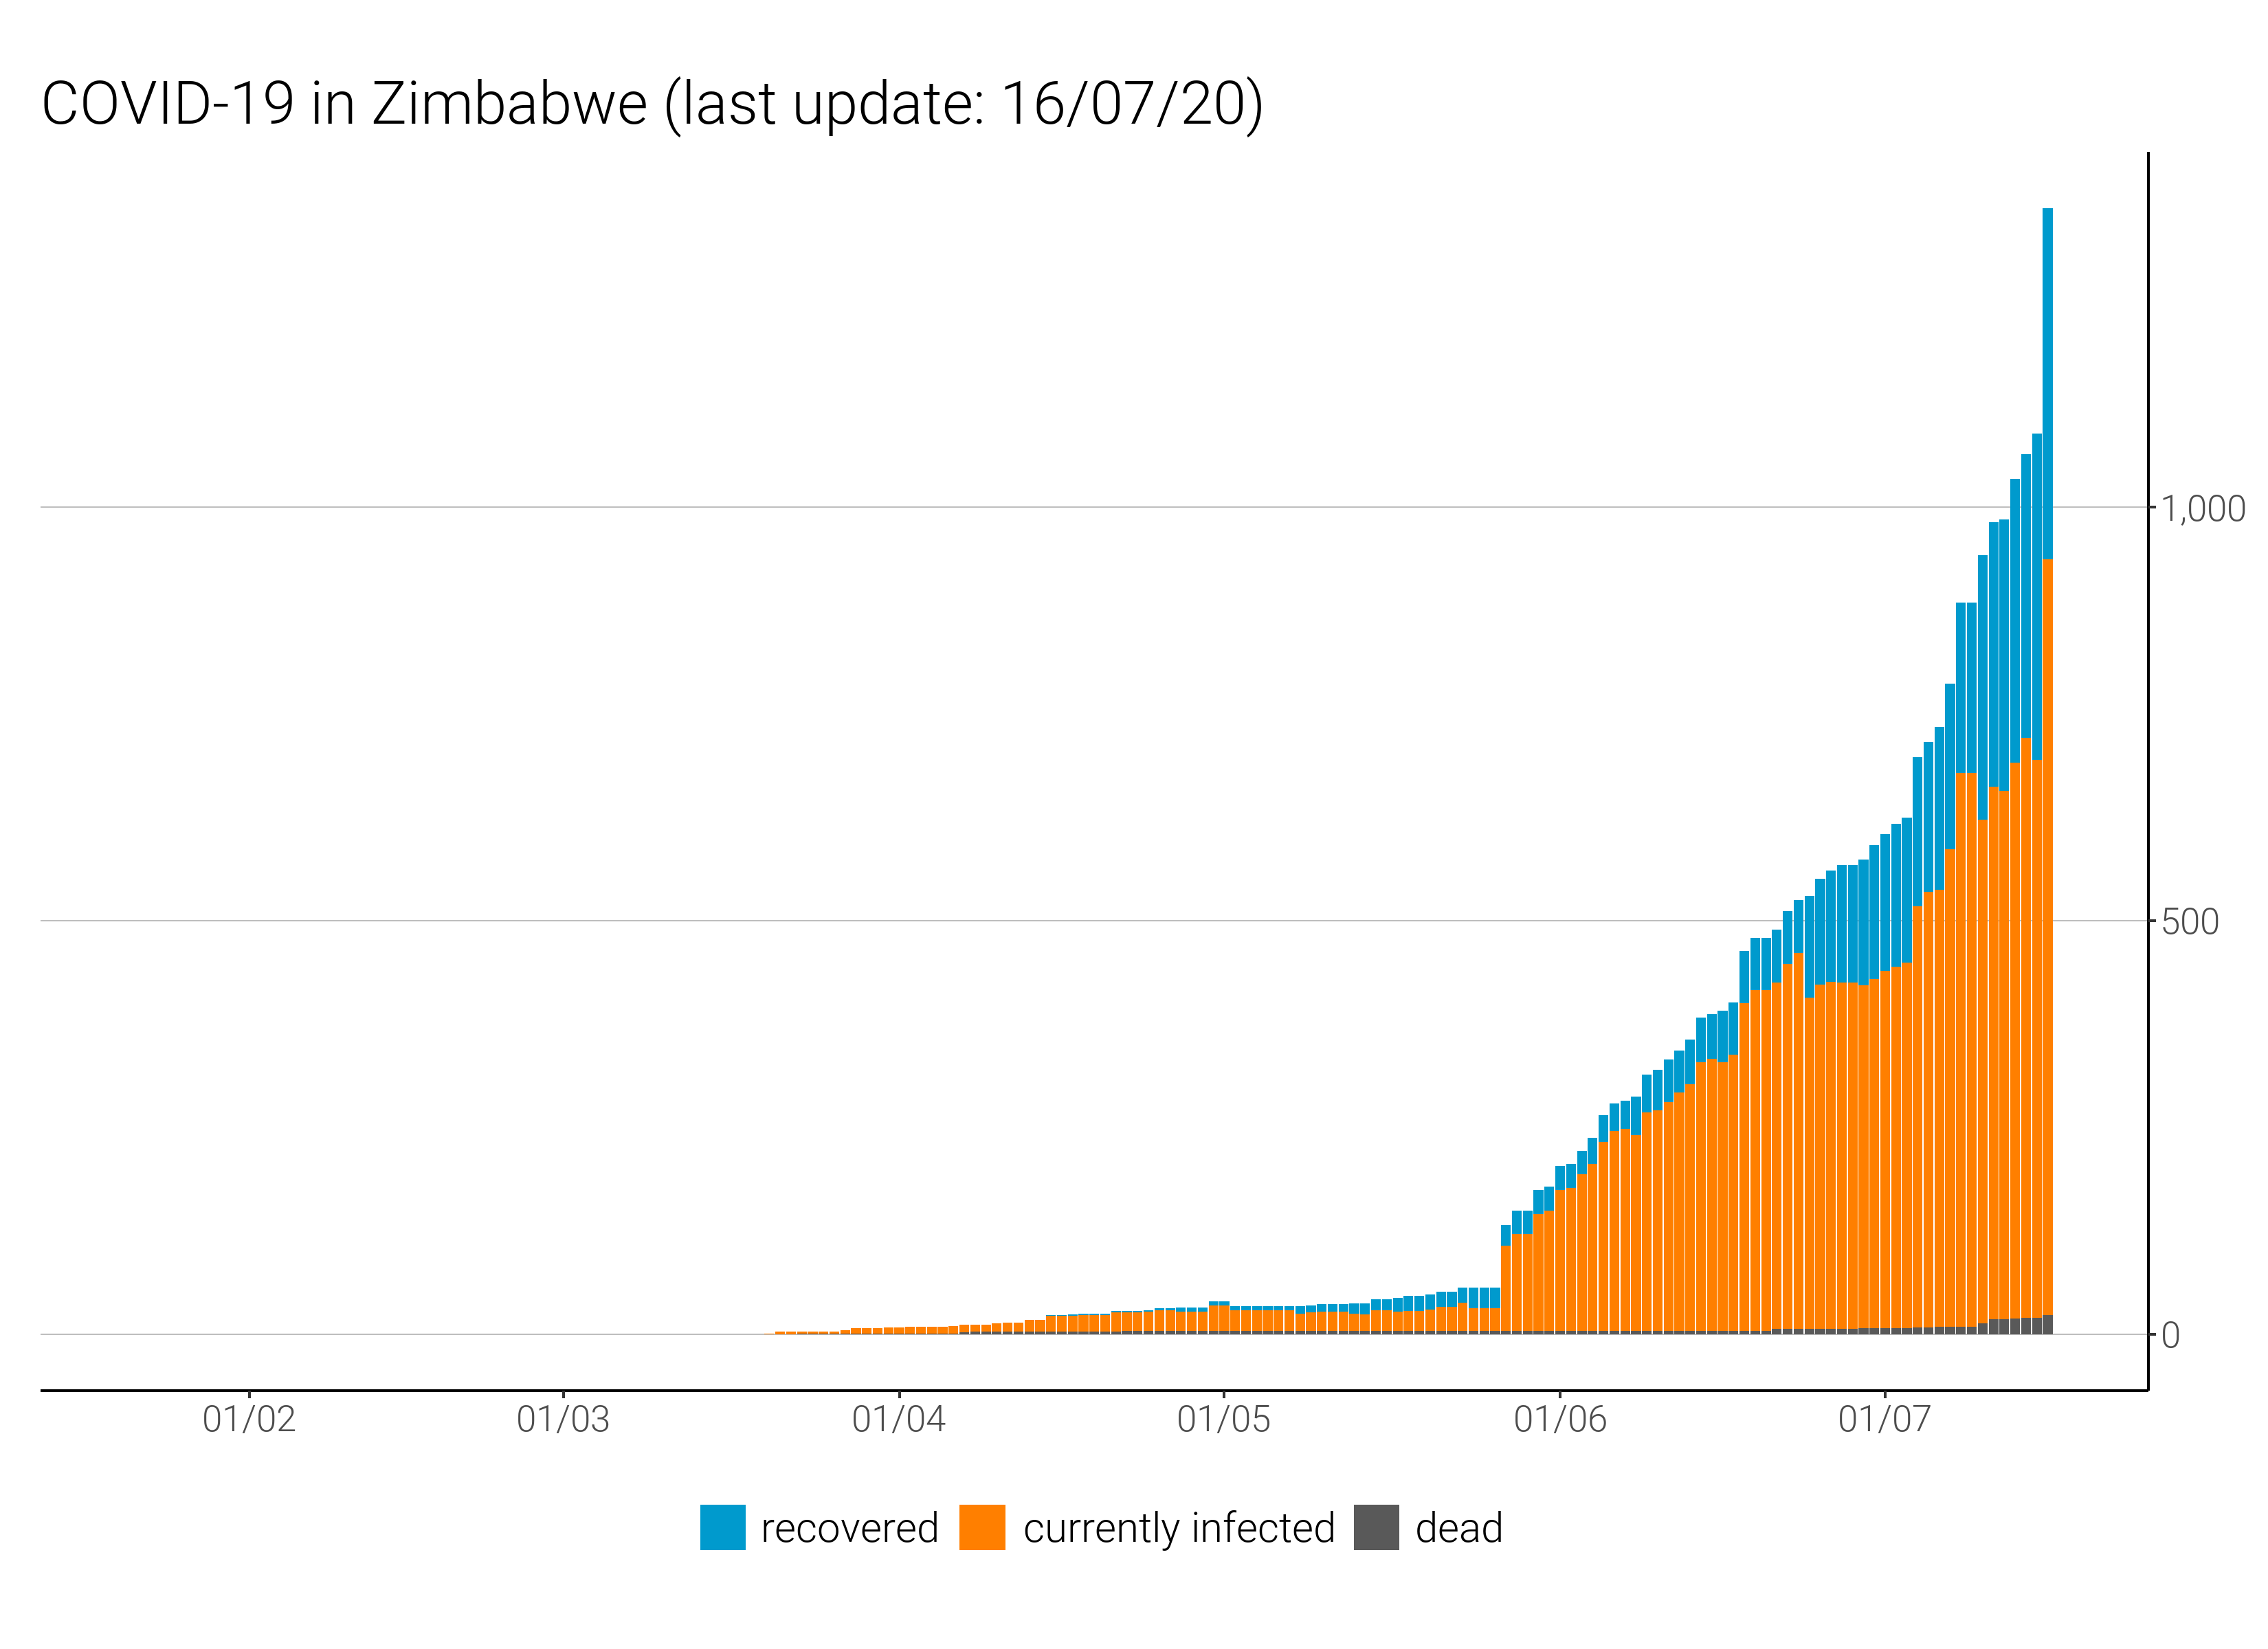 COVID-19 in Zimbabwe (last update: 16/07/20)
1,000
500
0
01/02 01/03 01/04 01/05 01/06 01/07
recovered currently infected dead